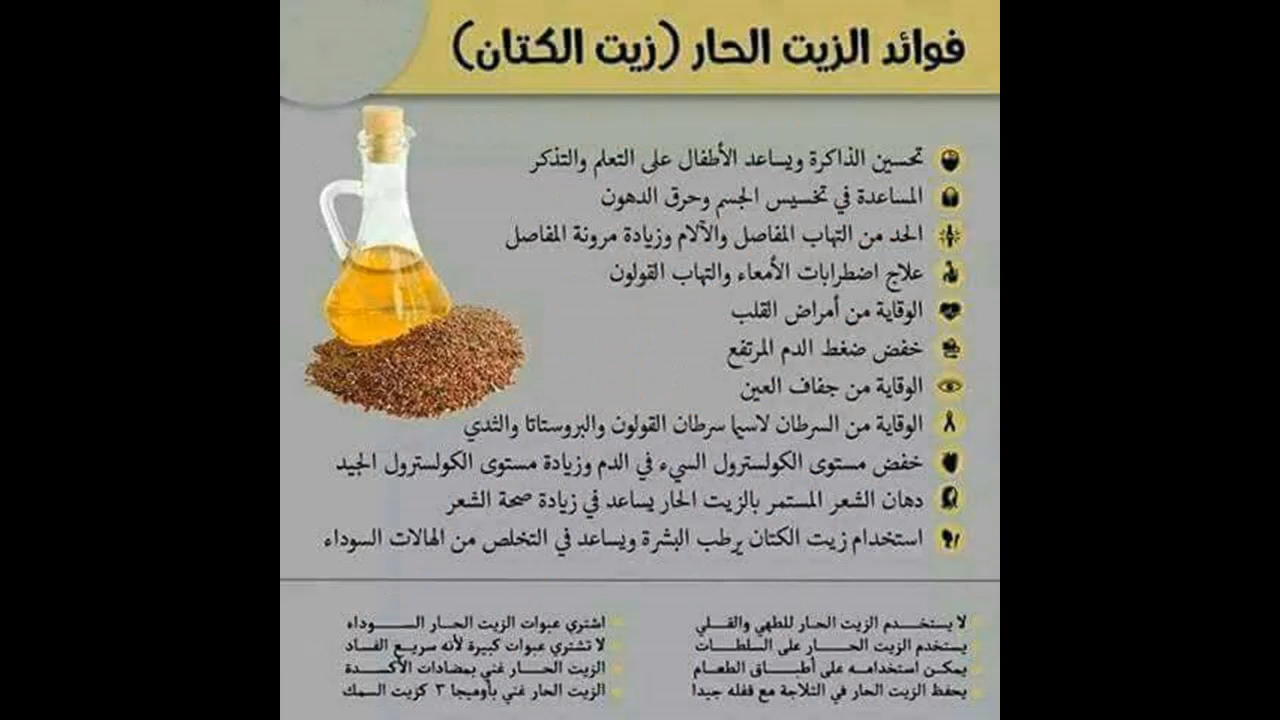 فوائد الزيت الحار (زيت الكتان)
تحسين الذاكرة ويساعد الأطفال على التعلم والتذكر
المساعدة في تخسيس الجسم وحرق الدهون
الحد من التهاب المفاصل والآلام وزيادة مرونة المفاصل
علاج اضطرابات الأمعاء والتهاب القولون
الوقاية من أمراض القلب
خفض ضغط الدم المرتفع
الوقاية من جفاف العين
الوقاية من السرطان لاسيما سرطان القولون والبروستاتا والثدي
خفض مستوى الكولسترول السيء في الدم وزيادة مستوى الكولسترول الجيد
دهان الشعر المستمر بالزيت الحار يساعد في زيادة صحة الشعر
استخدام زيت الكتان يرطب البشرة ويساعد في التخلص من الهالات السوداء
لا يستخدم الزيت الحار للطهي والقلي
يستخدم الزيت الحار على السلطات
يمكن استخدامه على أطباق الطعام
يحفظ الزيت الحار في الثلاجة مع قفله جيدا
اشتري عبوات الزيت الحار السوداء
لا تشتري عبوات كبيرة لأنه سريع الفساد
الزيت الحار غني بمضادات الأكسدة
الزيت الحار غني بأوميجا ٣ كزيت السمك